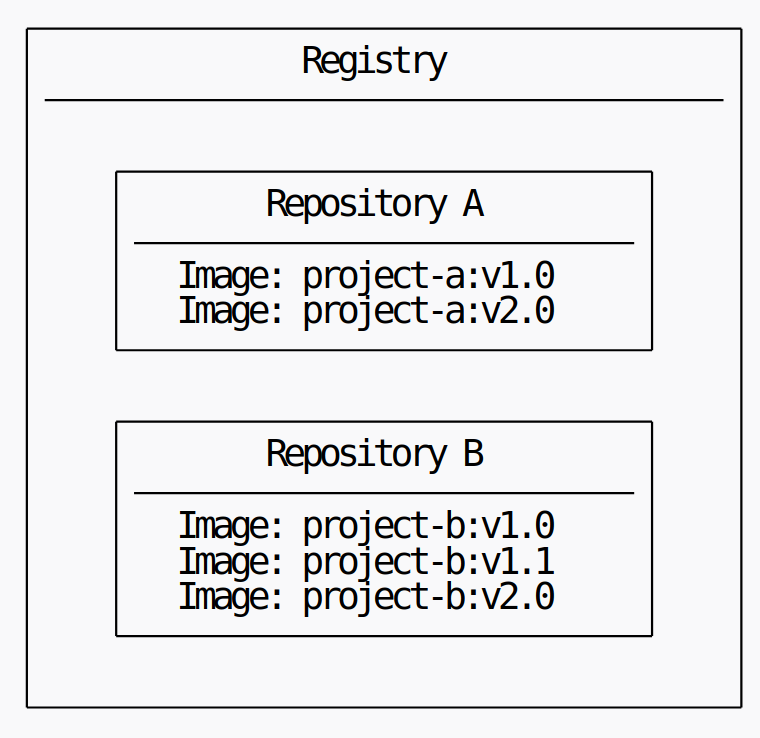 Registry
Repository A
Image: project-a:v1.0
Image: project-a:v2.0
Repository B
Image: project-b:v1.0
Image: project-b:v1.1
Image: project-b:v2.0